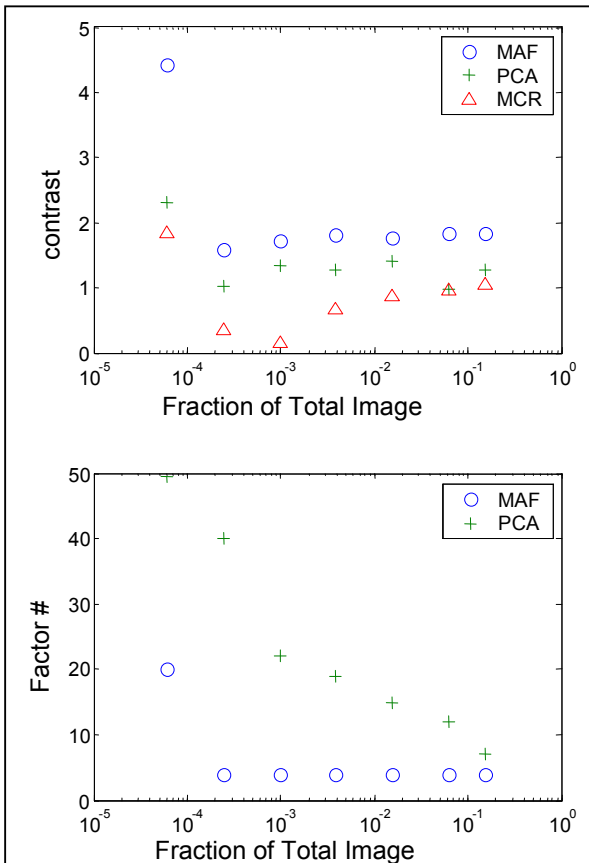 5
4
3
2
1
0
contrast
MAF
PCA
MCR
10^-5 10^-4 10^-3 10^-2 10^-1 10^0
Fraction of Total Image
50
40
30
20
10
0
Factor #
MAF
PCA
10^-5 10^-4 10^-3 10^-2 10^-1 10^0
Fraction of Total Image